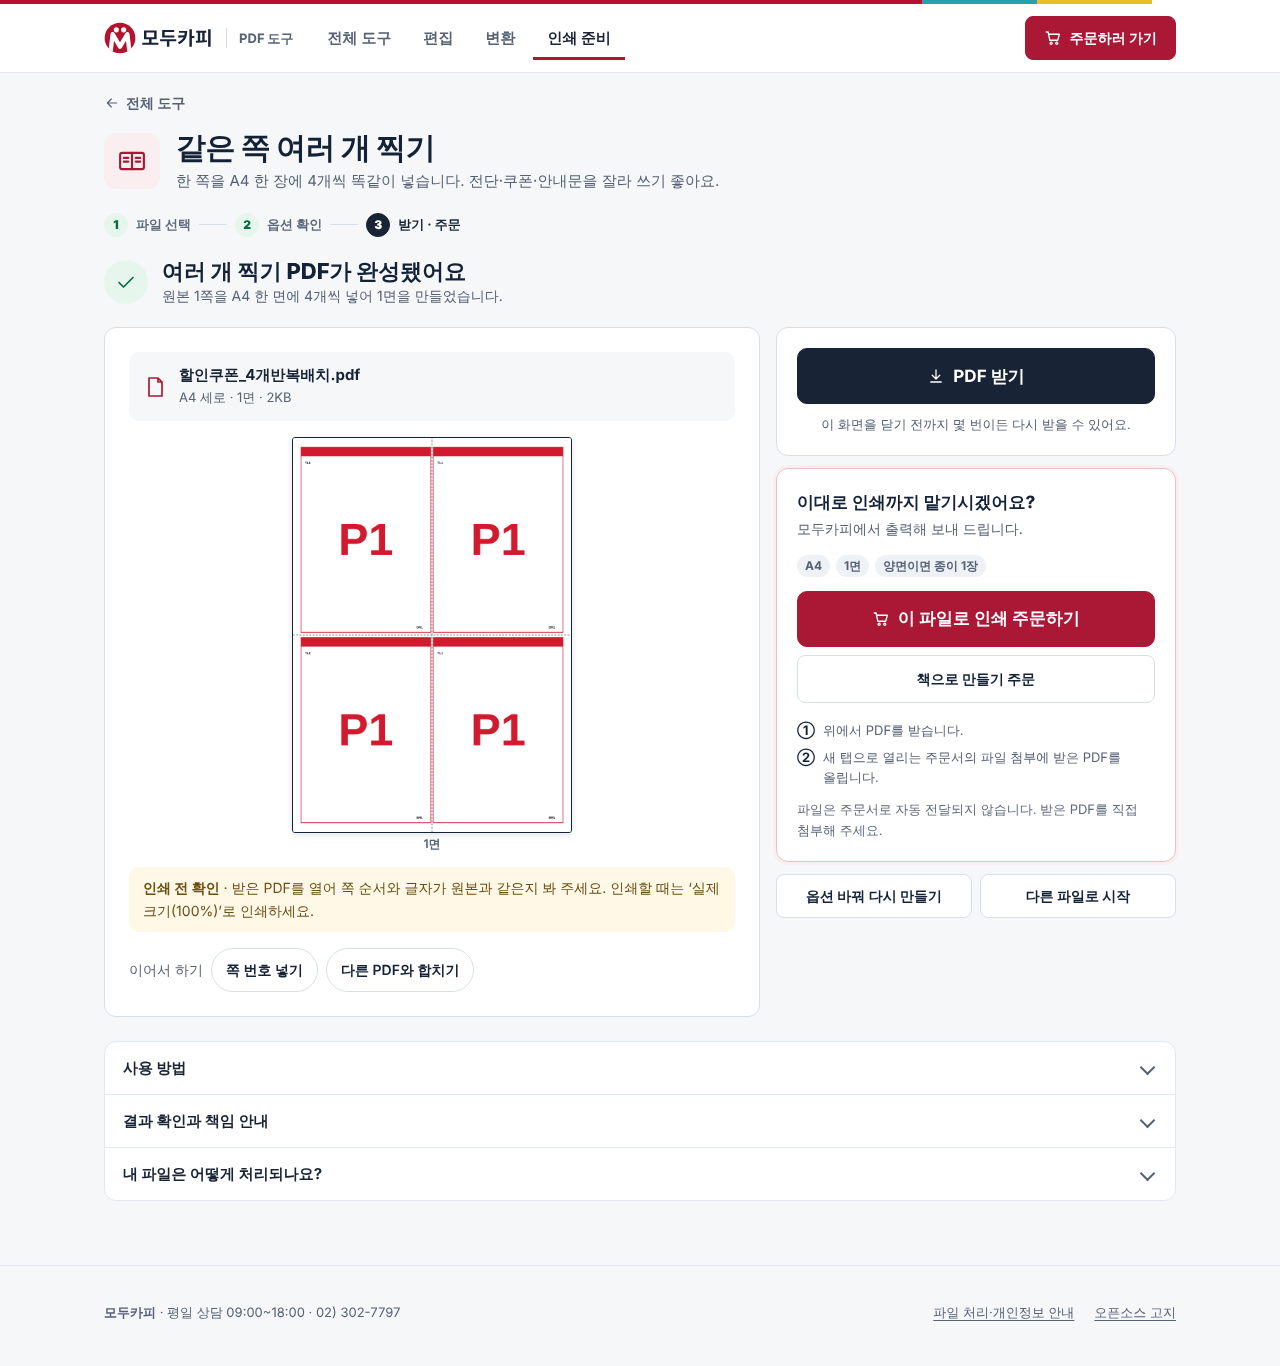 모두카피
PDF 도구
전체 도구
편집
변환
인쇄 준비
주문하러 가기
전체 도구
같은 쪽 여러 개 찍기
한 쪽을 A4 한 장에 4개씩 똑같이 넣습니다. 전단·쿠폰·안내문을 잘라 쓰기 좋아요.
1 파일 선택
2 옵션 확인
3 받기 · 주문
여러 개 찍기 PDF가 완성됐어요
원본 1쪽을 A4 한 면에 4개씩 넣어 1면을 만들었습니다.
할인쿠폰_4개반복배치.pdf
A4 세로 · 1면 · 2KB
P1 P1
P1 P1
1면
인쇄 전 확인 · 받은 PDF를 열어 쪽 순서와 글자가 원본과 같은지 봐 주세요. 인쇄할 때는 ‘실제
크기(100%)’로 인쇄하세요.
이어서 하기
쪽 번호 넣기
다른 PDF와 합치기
PDF 받기
이 화면을 닫기 전까지 몇 번이든 다시 받을 수 있어요.
이대로 인쇄까지 맡기시겠어요?
모두카피에서 출력해 보내 드립니다.
A4
1면
양면이면 종이 1장
이 파일로 인쇄 주문하기
책으로 만들기 주문
1 위에서 PDF를 받습니다.
2 새 탭으로 열리는 주문서의 파일 첨부에 받은 PDF를
올립니다.
파일은 주문서로 자동 전달되지 않습니다. 받은 PDF를 직접
첨부해 주세요.
옵션 바꿔 다시 만들기
다른 파일로 시작
사용 방법
결과 확인과 책임 안내
내 파일은 어떻게 처리되나요?
모두카피 · 평일 상담 09:00~18:00 · 02) 302-7797
파일 처리·개인정보 안내
오픈소스 고지